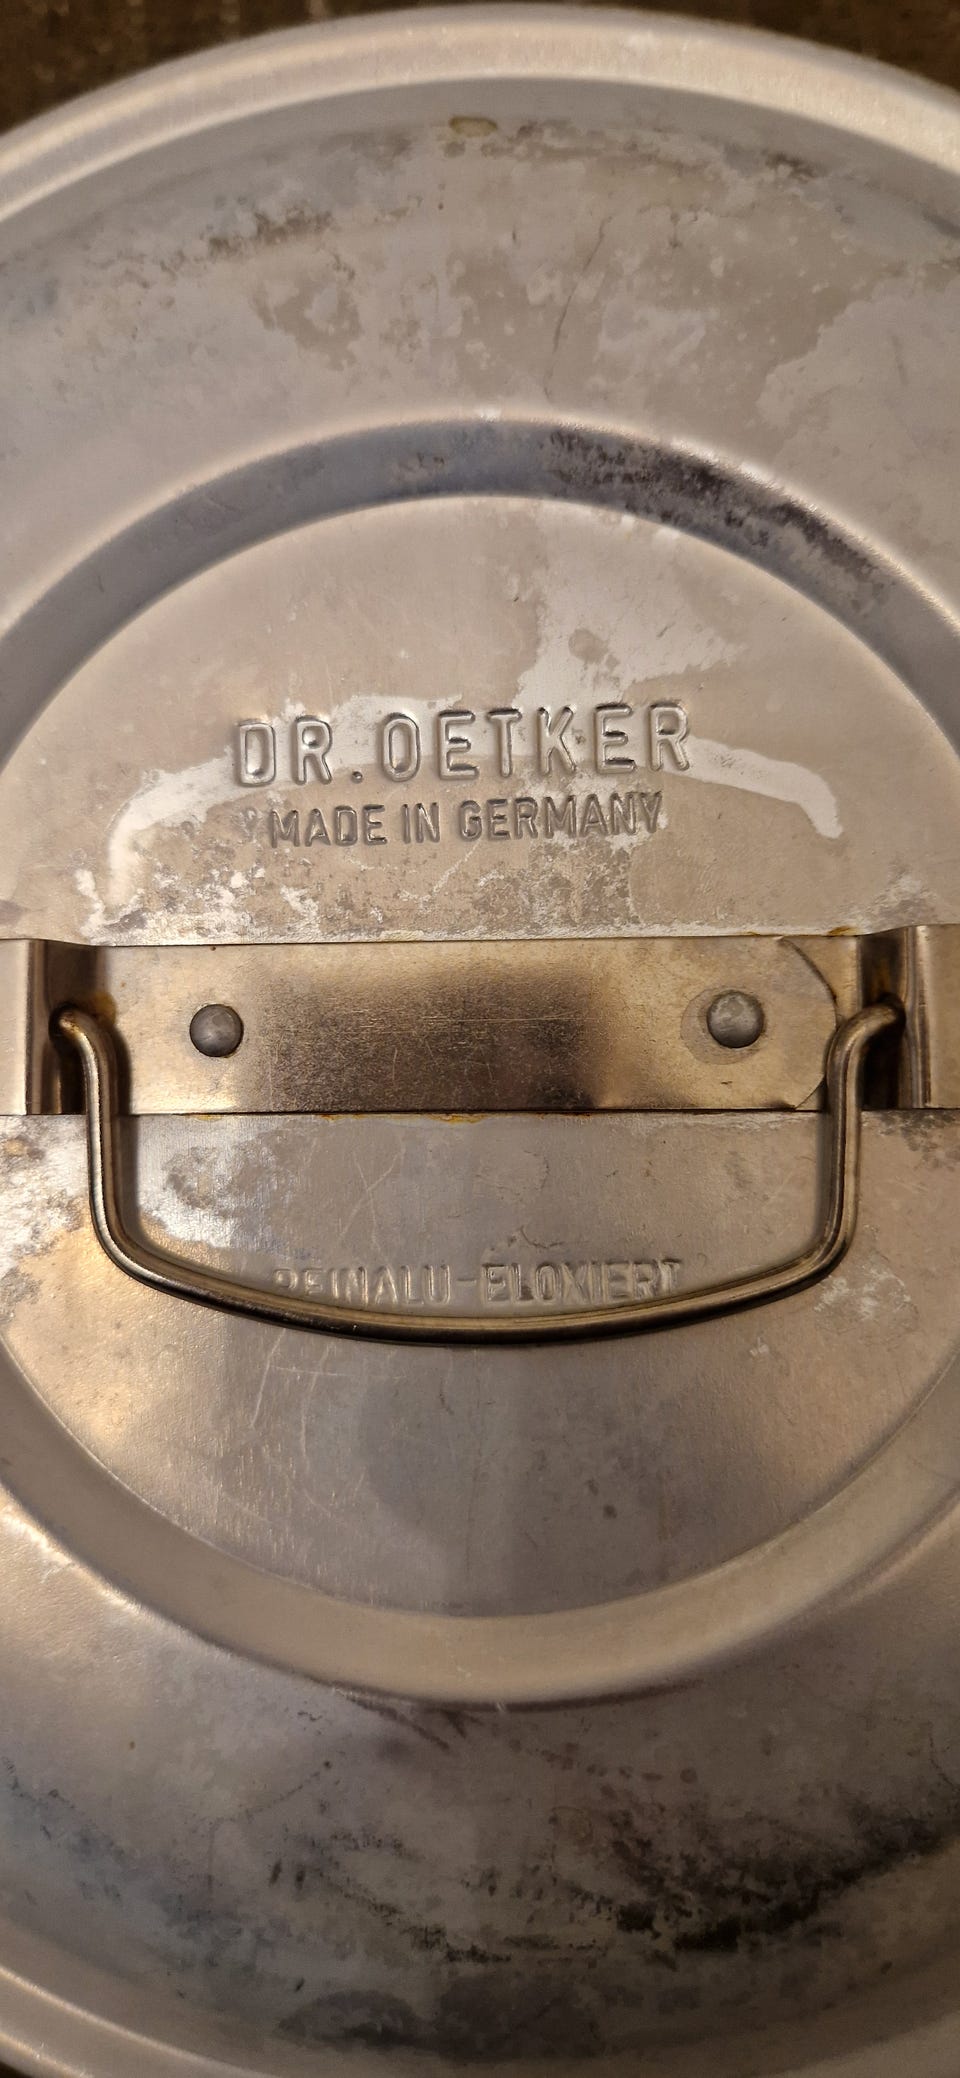 DR. OETKER
MADE IN GERMANY
REINALU-ELOXIERT